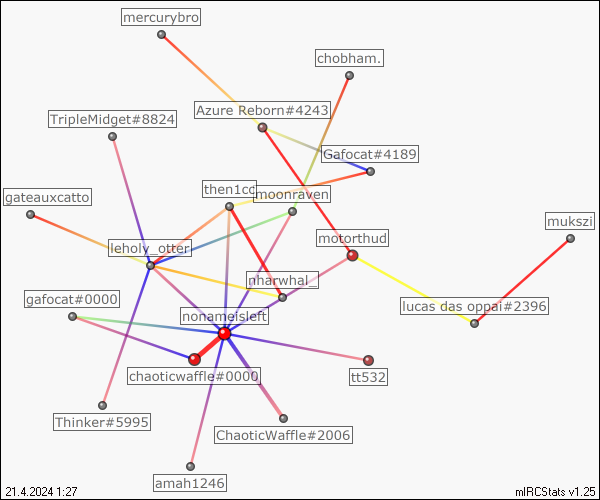 mercurybro
chobham.
Azure Reborn#4243
TripleMidget#8824
Gafocat#4189
then1cc
moonraven
gateauxcatto
mukszi
motorthud
leholy_otter
nharwhal_
gafocat#0000
lucas das oppai#2396
nonameisleft
chaoticwaffle#0000
tt532
Thinker#5995
ChaoticWaffle#2006
amah1246
21.4.2024 1:27
mIRCStats v1.25